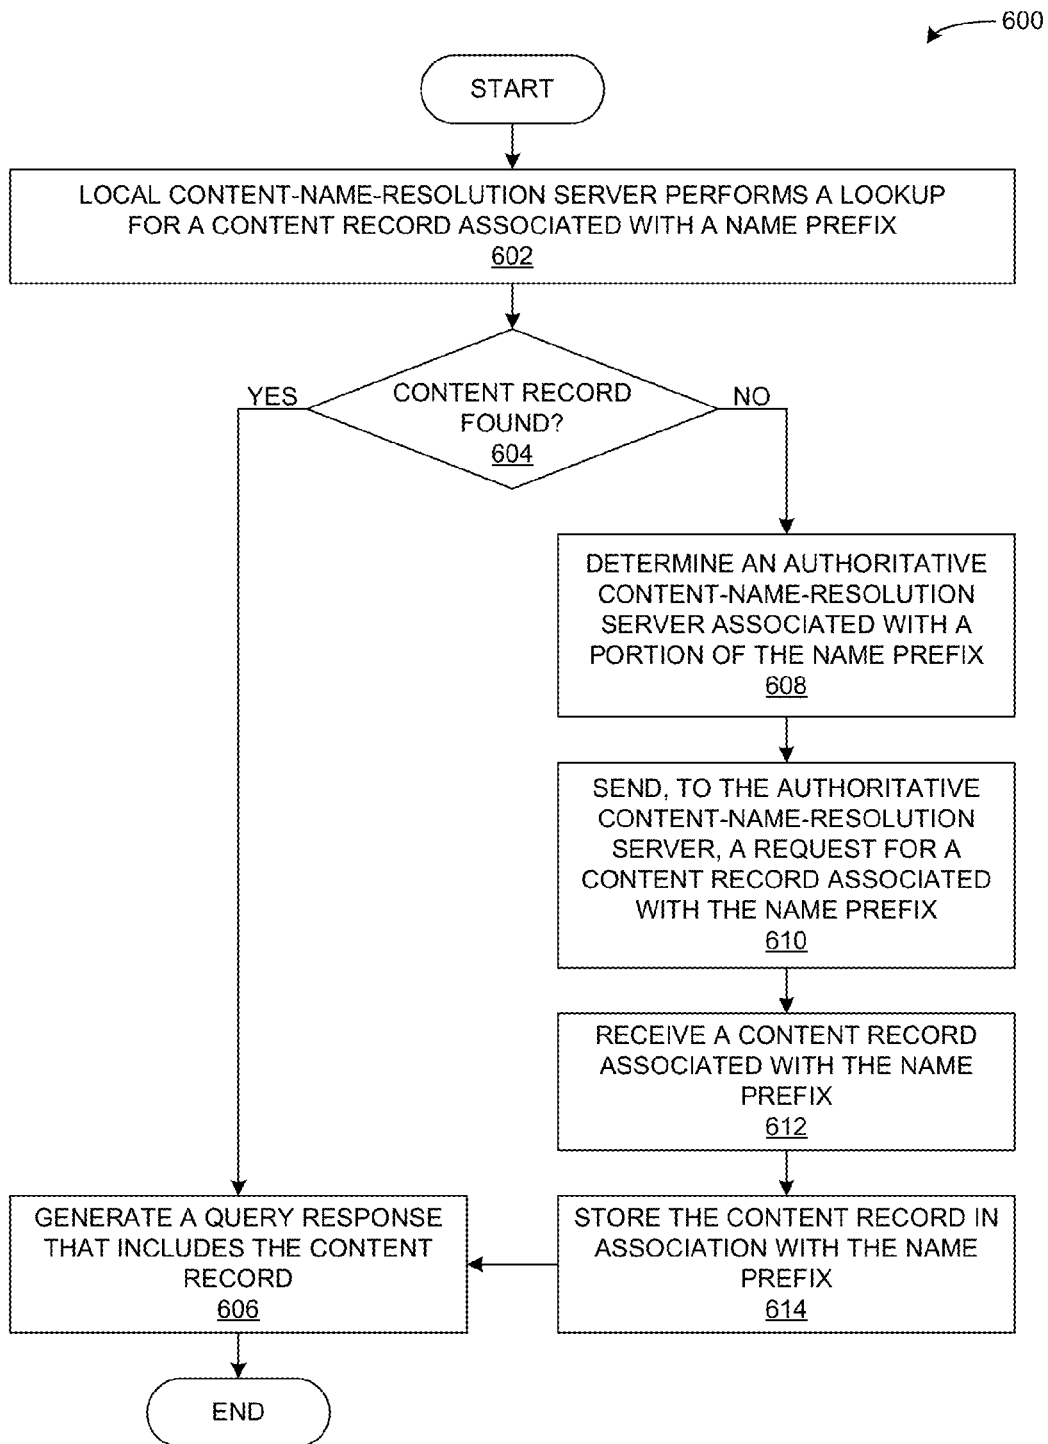 600
START
LOCAL CONTENT-NAME-RESOLUTION SERVER PERFORMS A LOOKUP
FOR A CONTENT RECORD ASSOCIATED WITH A NAME PREFIX
602
YES
CONTENT RECORD
FOUND?
604
NO
DETERMINE AN AUTHORITATIVE
CONTENT-NAME-RESOLUTION
SERVER ASSOCIATED WITH A
PORTION OF THE NAME PREFIX
608
SEND, TO THE AUTHORITATIVE
CONTENT-NAME-RESOLUTION
SERVER, A REQUEST FOR A
CONTENT RECORD ASSOCIATED
WITH THE NAME PREFIX
610
RECEIVE A CONTENT RECORD
ASSOCIATED WITH THE NAME
PREFIX
612
GENERATE A QUERY RESPONSE
THAT INCLUDES THE CONTENT
RECORD
606
STORE THE CONTENT RECORD IN
ASSOCIATION WITH THE NAME
PREFIX
614
END